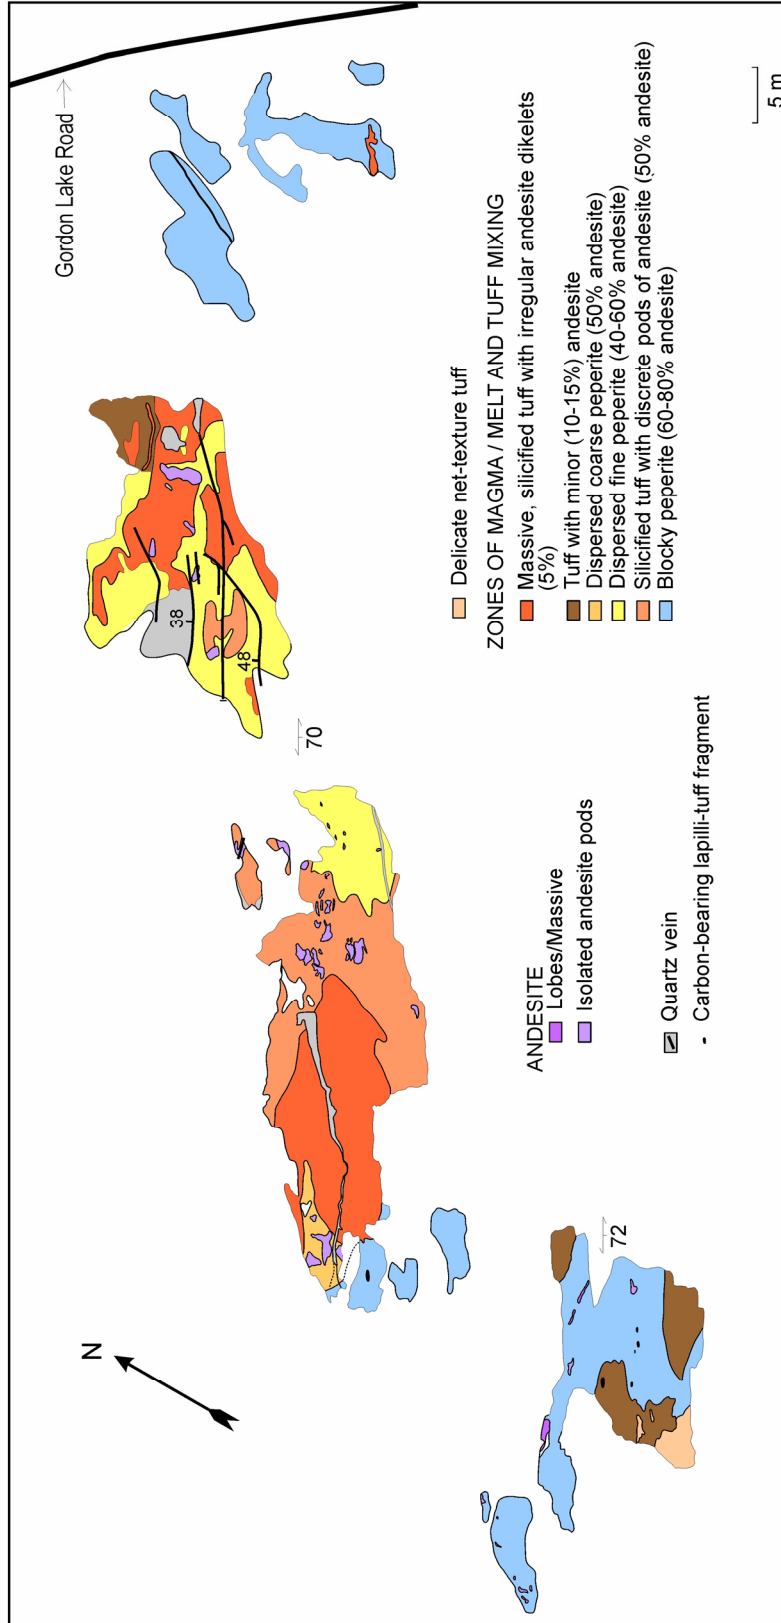 Gordon Lake Road
N
38
48
70
72
5 m
Delicate net-texture tuff
ZONES OF MAGMA / MELT AND TUFF MIXING
Massive, silicified tuff with irregular andesite dikelets
(5%)
Tuff with minor (10-15%) andesite
Dispersed coarse peperite (50% andesite)
Dispersed fine peperite (40-60% andesite)
Silicified tuff with discrete pods of andesite (50% andesite)
Blocky peperite (60-80% andesite)
ANDESITE
Lobes/Massive
Isolated andesite pods
Quartz vein
Carbon-bearing lapilli-tuff fragment